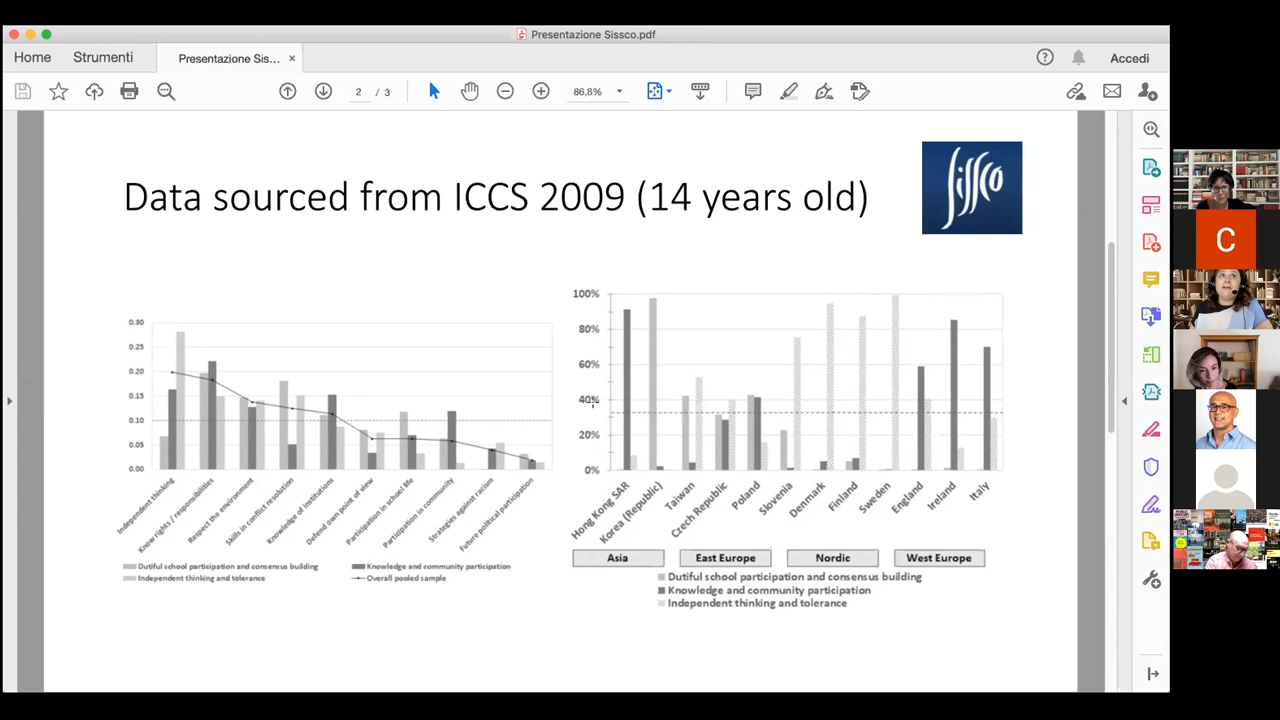 Presentazione Sissco.pdf
Home
Strumenti
Presentazione Sis... ×
Accedi
2 / 3
86,8%
Data sourced from ICCS 2009 (14 years old)
Sissco
0.30
0.25
0.20
0.15
0.10
0.05
0.00
Independent thinking
Know rights / responsibilities
Respect the environment
Skills in conflict resolution
Knowledge of institutions
Defend own point of view
Participation in school life
Participation in community
Strategies against racism
Future political participation
Dutiful school participation and consensus building
Knowledge and community participation
Independent thinking and tolerance
Overall pooled sample
100%
80%
60%
40%
20%
0%
Hong Kong SAR
Korea (Republic)
Taiwan
Czech Republic
Poland
Slovenia
Denmark
Finland
Sweden
England
Ireland
Italy
Asia
East Europe
Nordic
West Europe
Dutiful school participation and consensus building
Knowledge and community participation
Independent thinking and tolerance
C